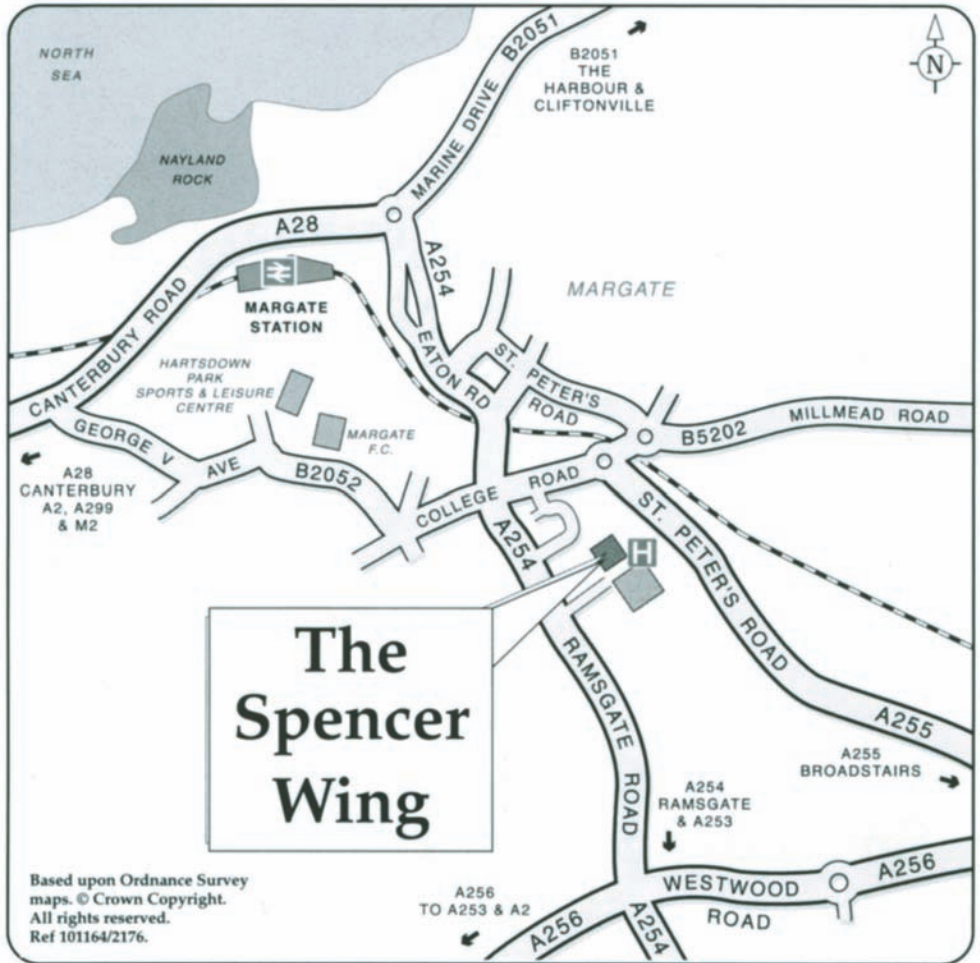 NORTH
SEA
NAYLAND
ROCK
B2051
MARINE DRIVE
B2051
THE
HARBOUR &
CLIFTONVILLE
N
A28
A254
MARGATE
MARGATE
STATION
CANTERBURY ROAD
HARTSDOWN
PARK
SPORTS & LEISURE
CENTRE
MARGATE
F.C.
EATON RD
ST. PETER'S
ROAD
MILLMEAD ROAD
B5202
GEORGE V
AVE
B2052
COLLEGE ROAD
A28
CANTERBURY
A2, A299
& M2
A254
H
ST. PETER'S ROAD
The
Spencer
Wing
RAMSGATE
ROAD
A255
A255
BROADSTAIRS
A254
RAMSGATE
& A253
WESTWOOD
ROAD
A256
A256
TO A253 & A2
A256
A254
Based upon Ordnance Survey
maps. © Crown Copyright.
All rights reserved.
Ref 101164/2176.